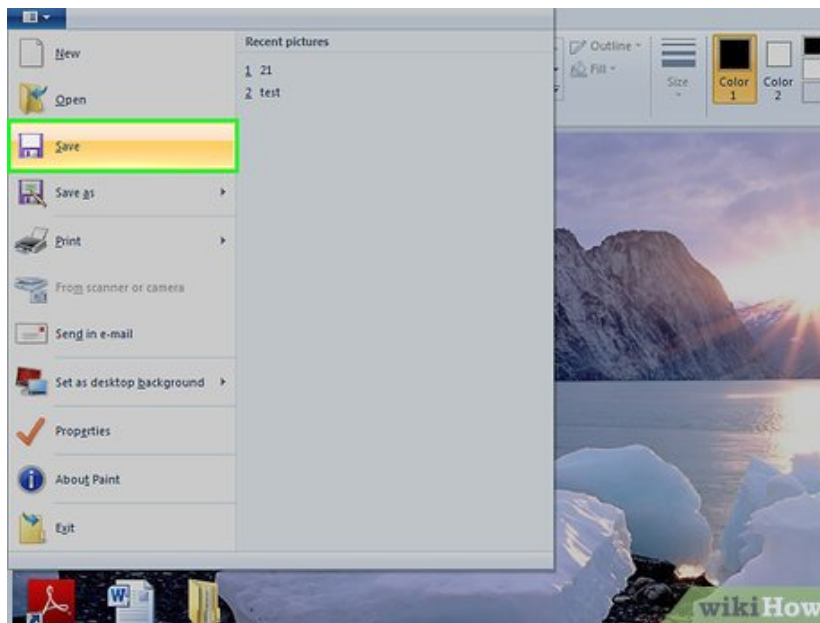 New
Open
Save
Save as
Print
From scanner or camera
Send in e-mail
Set as desktop background
Properties
About Paint
Exit
Recent pictures
1 21
2 test
Outline
Fill
Size
Color
1
Color
2
W
wikiHow